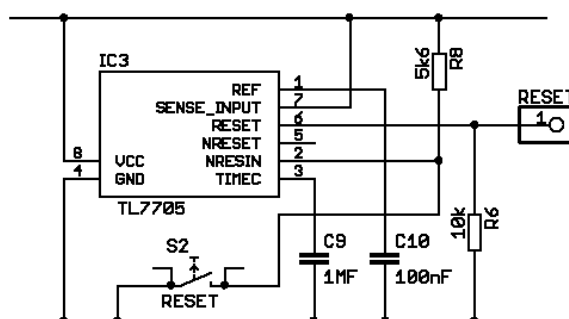 IC3
REF 1
SENSE_INPUT 7
RESET 6
NRESET 5
8 VCC NRESIN 2
4 GND TIMEC 3
TL7705
5k6 R8
RESET
1
10k R6
S2
RESET
C9
1MF
C10
100nF